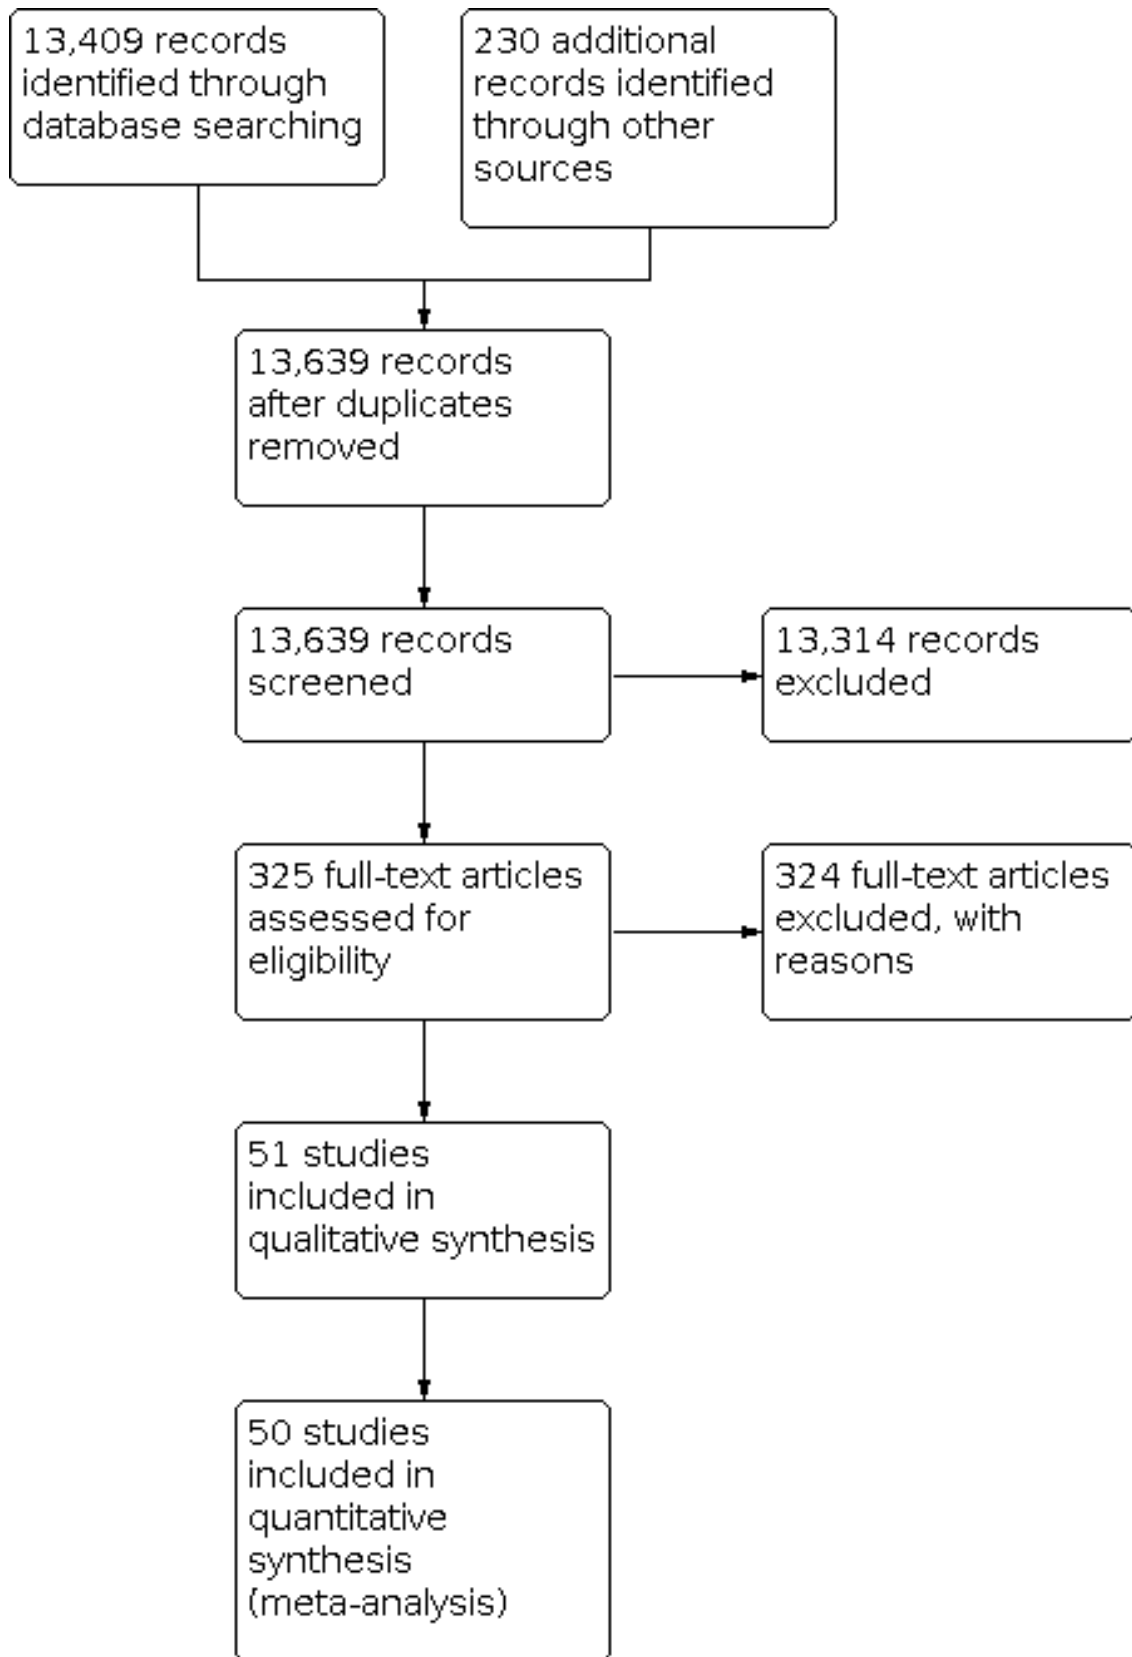 13,409 records
identified through
database searching
230 additional
records identified
through other
sources
13,639 records
after duplicates
removed
13,639 records
screened
13,314 records
excluded
325 full-text articles
assessed for
eligibility
324 full-text articles
excluded, with
reasons
51 studies
included in
qualitative synthesis
50 studies
included in
quantitative
synthesis
(meta-analysis)